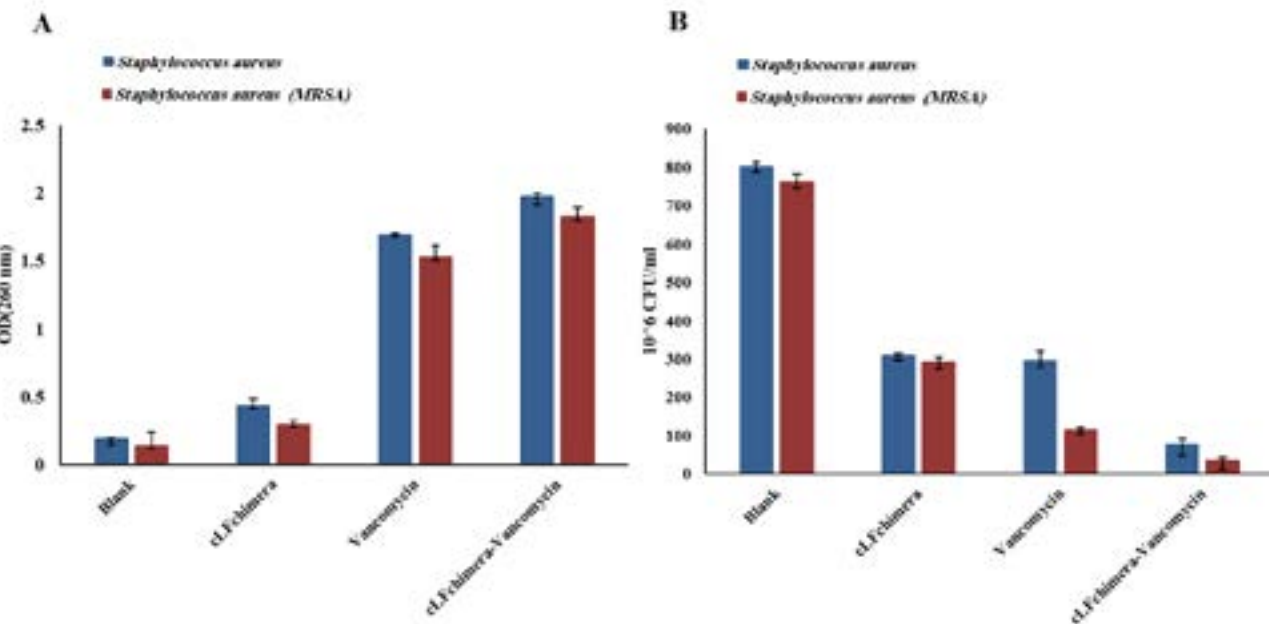 A
Staphylococcus aureus
Staphylococcus aureus (MRSA)
2.5
2
1.5
1
0.5
0
OD(260 nm)
Blank
cLFchimera
Vancomycin
cLFchimera-Vancomycin
B
Staphylococcus aureus
Staphylococcus aureus (MRSA)
900
800
700
600
500
400
300
200
100
0
10^6 CFU/ml
Blank
cLFchimera
Vancomycin
cLFchimera-Vancomycin